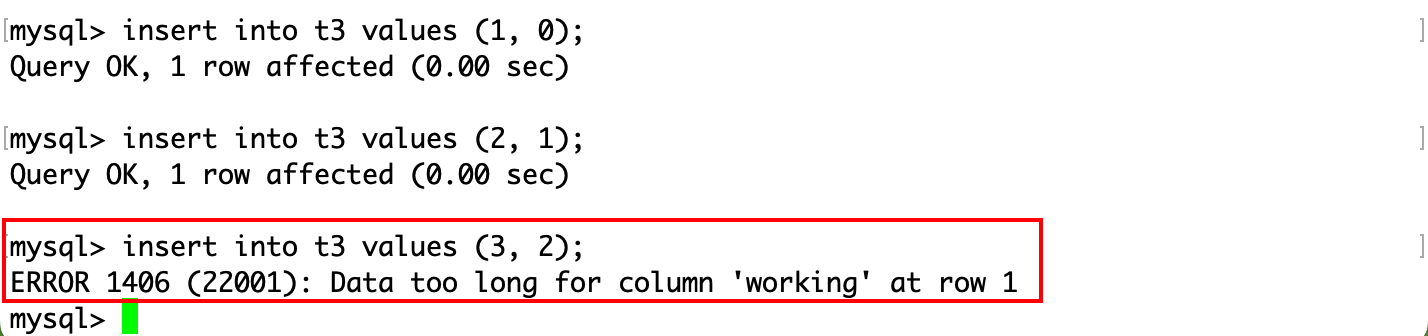 mysql> insert into t3 values (1, 0);
Query OK, 1 row affected (0.00 sec)
mysql> insert into t3 values (2, 1);
Query OK, 1 row affected (0.00 sec)
mysql> insert into t3 values (3, 2);
ERROR 1406 (22001): Data too long for column 'working' at row 1
mysql>